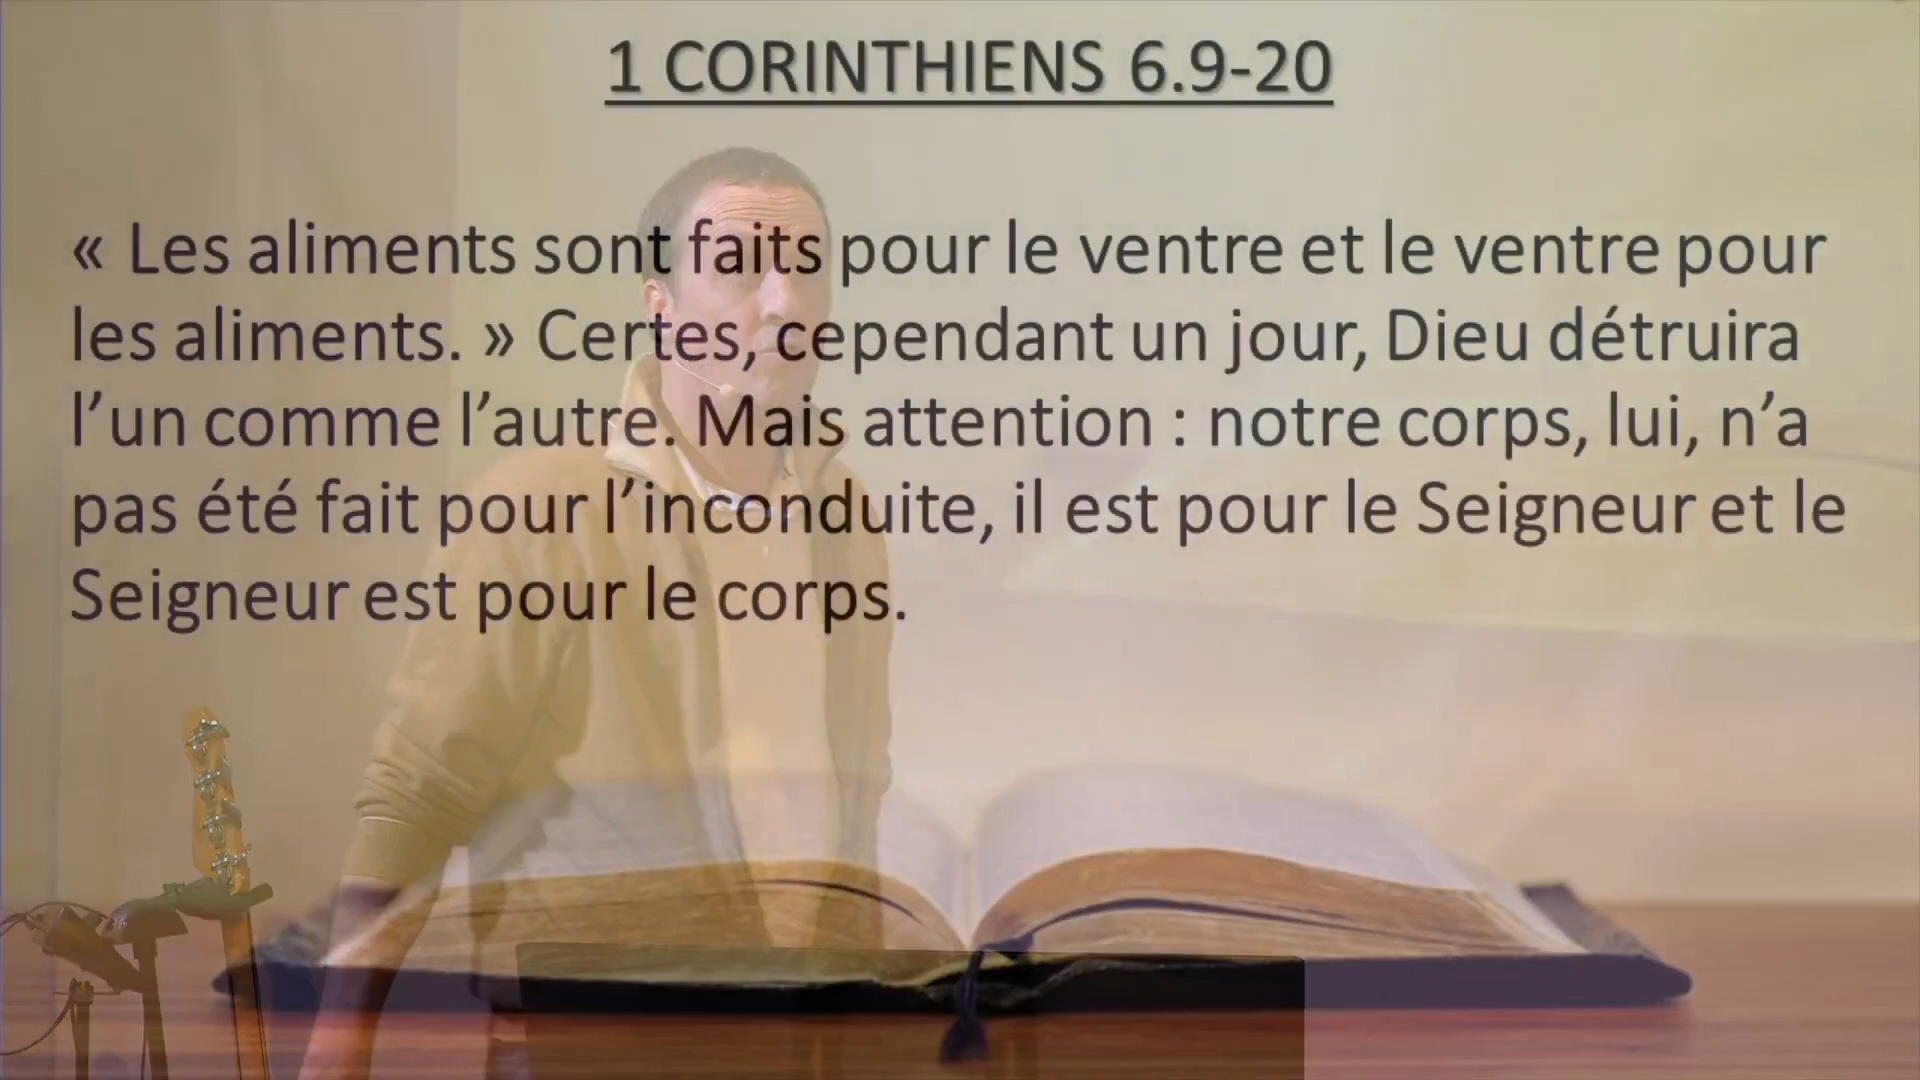 1 CORINTHIENS 6.9-20
« Les aliments sont faits pour le ventre et le ventre pour
les aliments. » Certes, cependant un jour, Dieu détruira
l’un comme l’autre. Mais attention : notre corps, lui, n’a
pas été fait pour l’inconduite, il est pour le Seigneur et le
Seigneur est pour le corps.